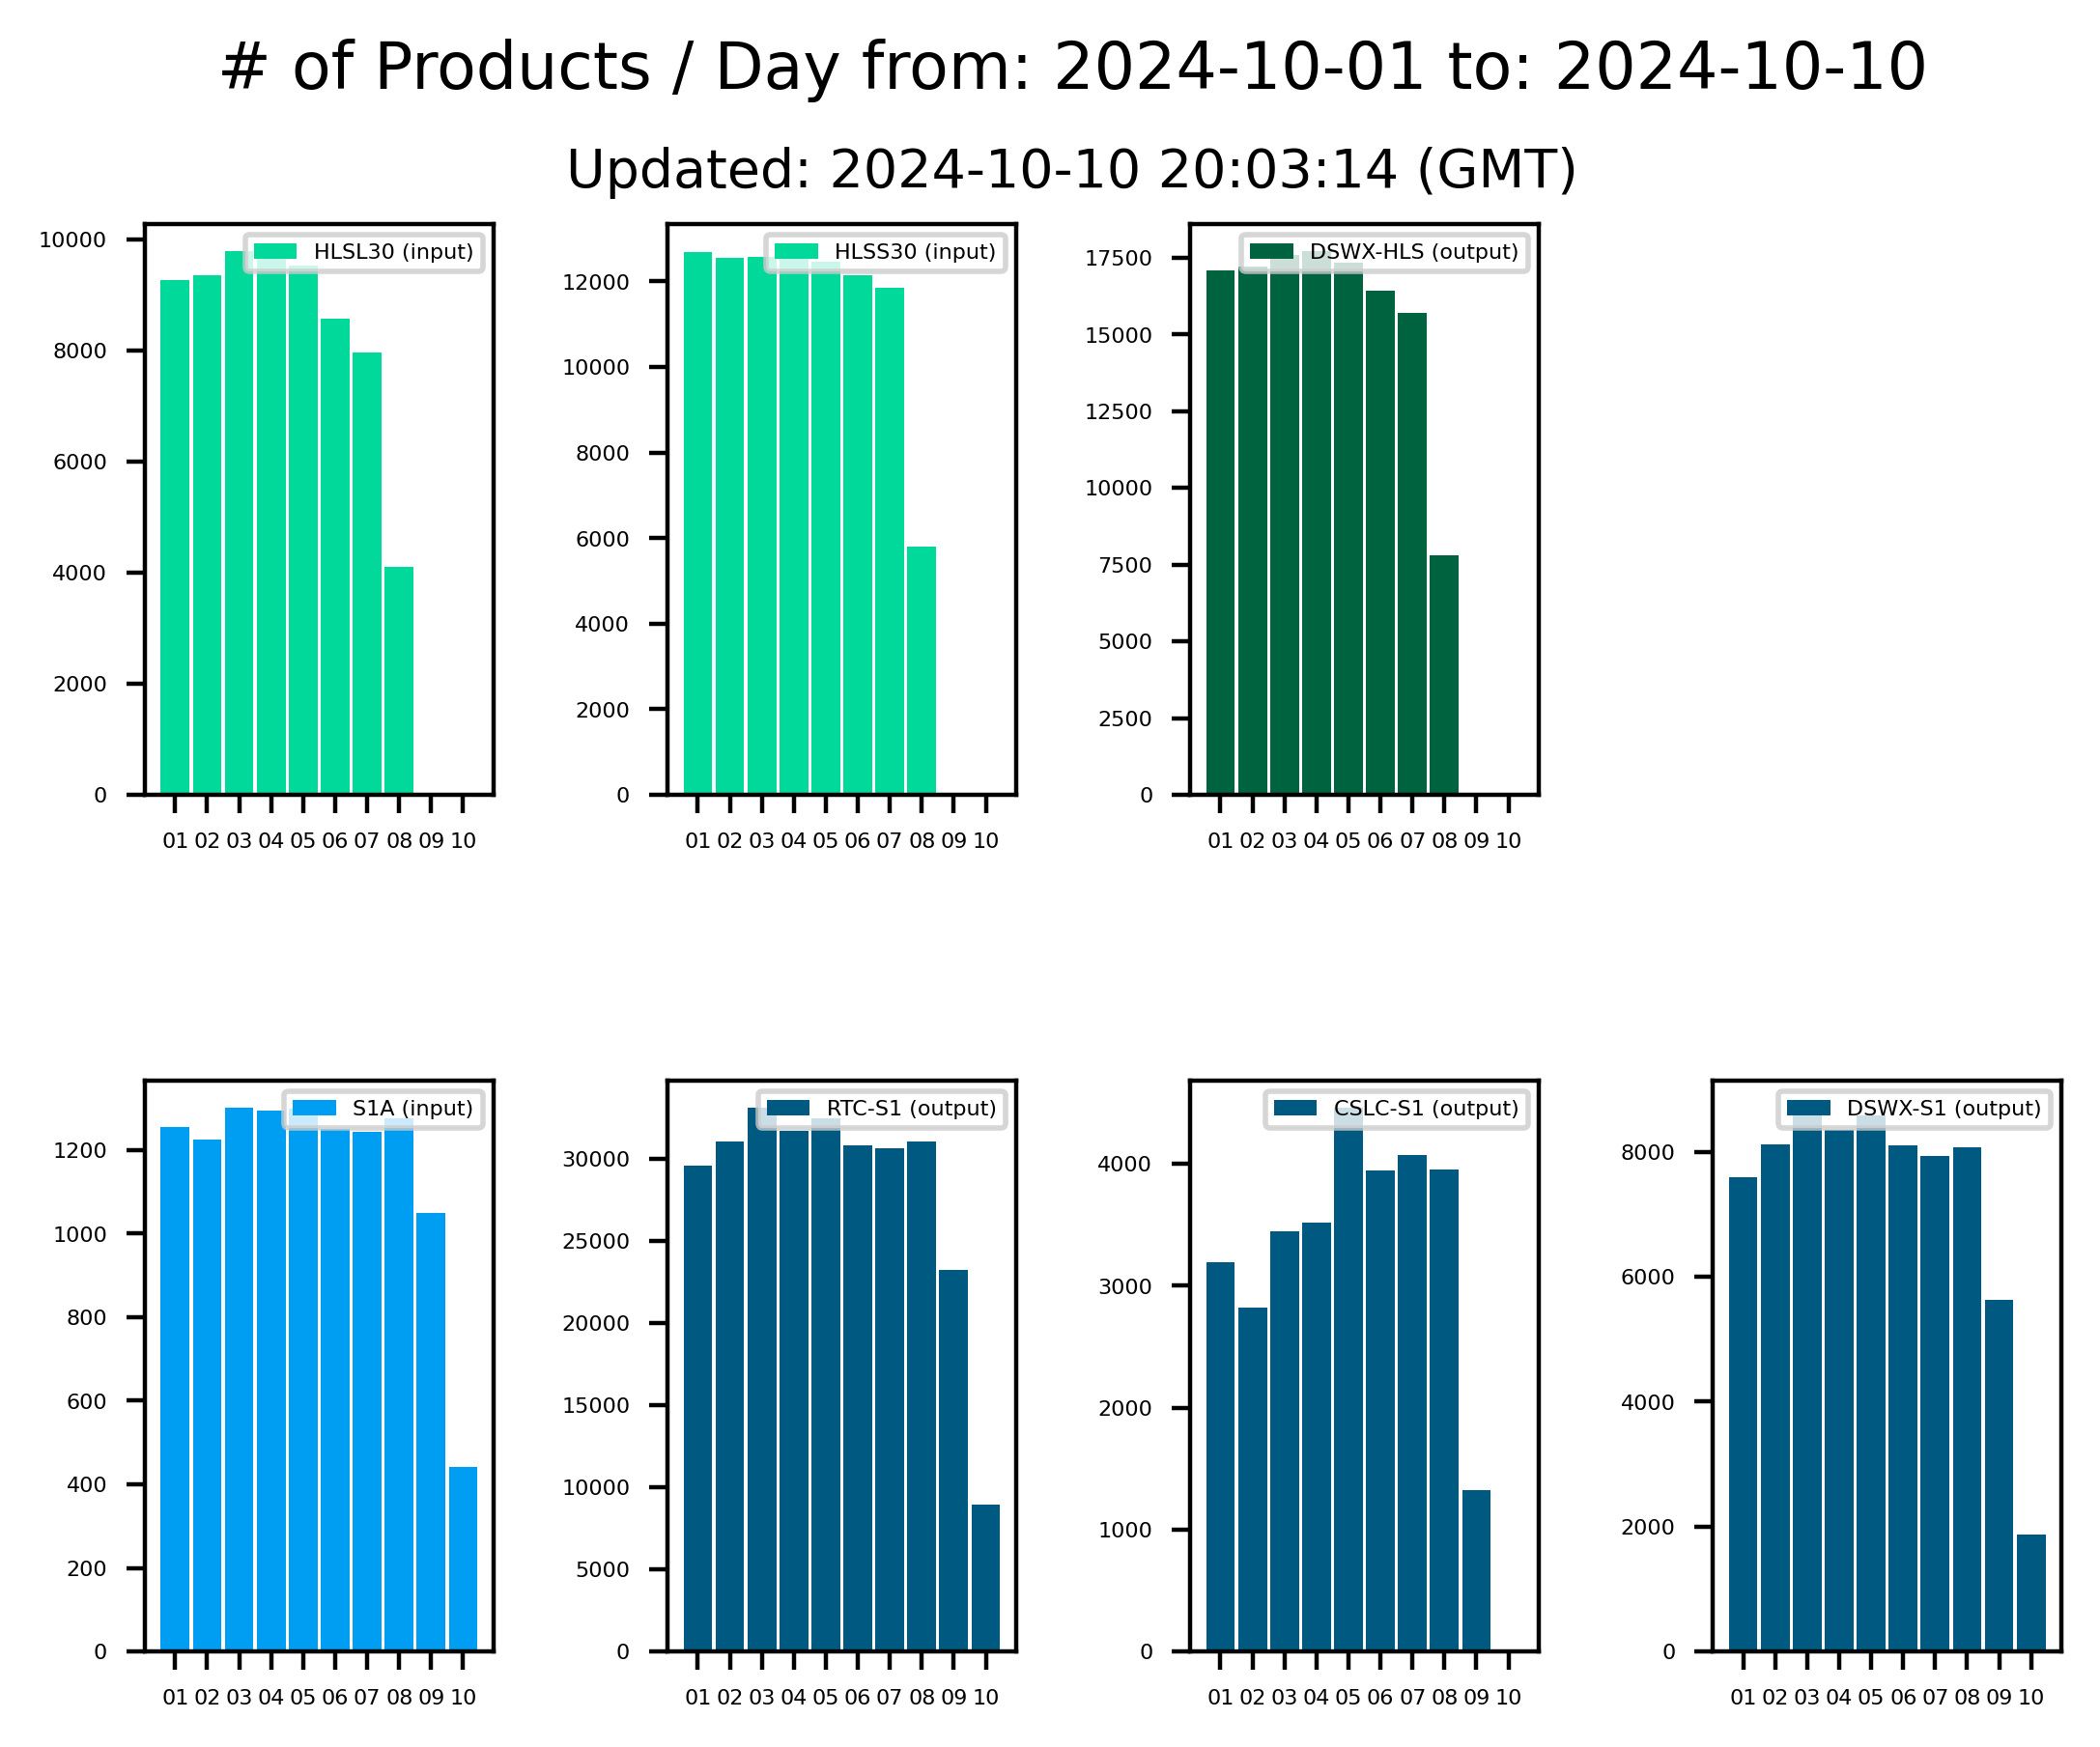 # of Products / Day from: 2024-10-01 to: 2024-10-10
Updated: 2024-10-10 20:03:14 (GMT)
HLSL30 (input)
10000
8000
6000
4000
2000
0
01 02 03 04 05 06 07 08 09 10
HLSS30 (input)
12000
10000
8000
6000
4000
2000
0
01 02 03 04 05 06 07 08 09 10
DSWX-HLS (output)
17500
15000
12500
10000
7500
5000
2500
0
01 02 03 04 05 06 07 08 09 10
S1A (input)
1200
1000
800
600
400
200
0
01 02 03 04 05 06 07 08 09 10
RTC-S1 (output)
30000
25000
20000
15000
10000
5000
0
01 02 03 04 05 06 07 08 09 10
CSLC-S1 (output)
4000
3000
2000
1000
0
01 02 03 04 05 06 07 08 09 10
DSWX-S1 (output)
8000
6000
4000
2000
0
01 02 03 04 05 06 07 08 09 10